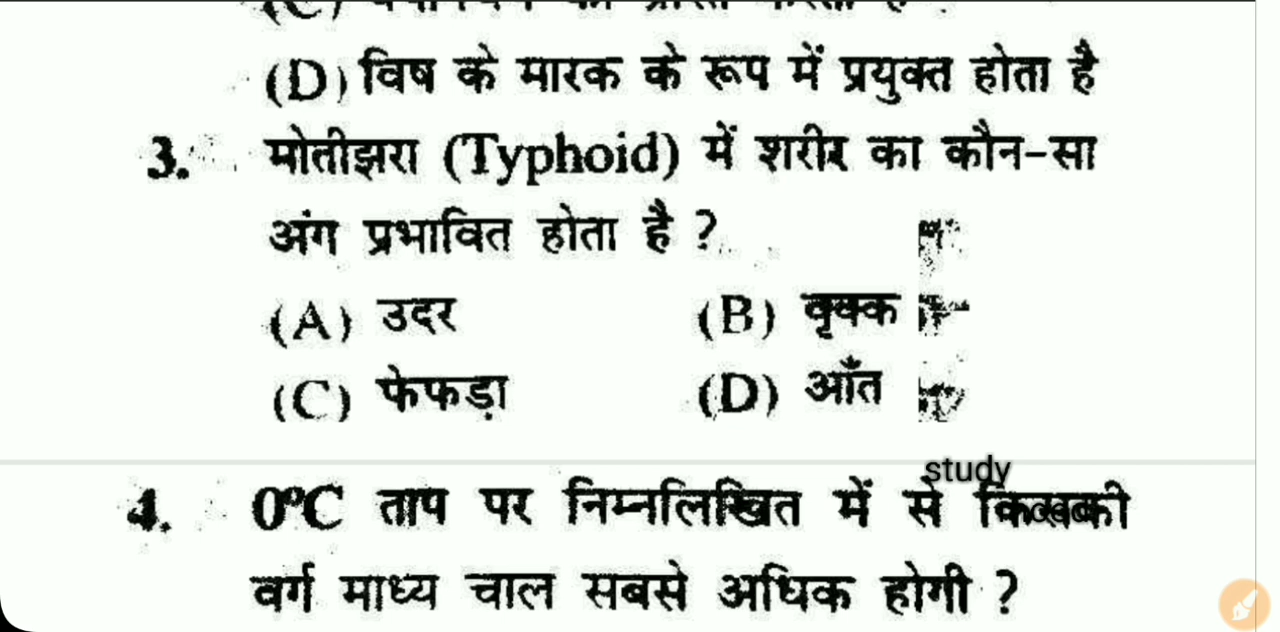 (D) विष के मारक के रूप में प्रयुक्त होता है
3. मोतीझरा (Typhoid) में शरीर का कौन-सा
अंग प्रभावित होता है ?
(A) उदर (B) वृक्क
(C) फेफड़ा (D) आँत
study
4. 0°C ताप पर निम्नलिखित में से किसकी
वर्ग माध्य चाल सबसे अधिक होगी ?